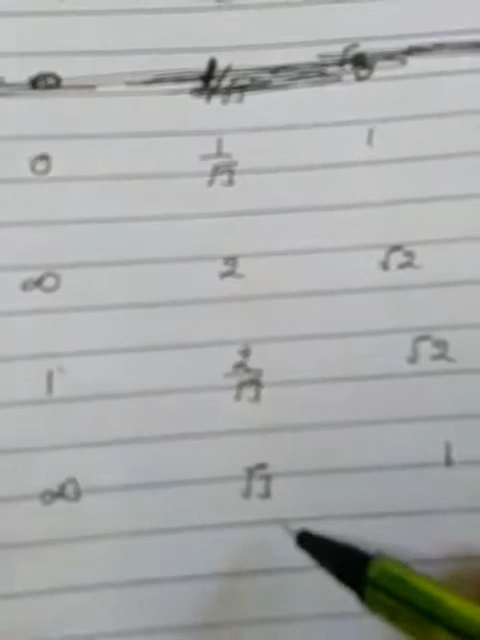 0 1/√3 1
∞ 2 √2
1 2/√3 √2
∞ √3 1